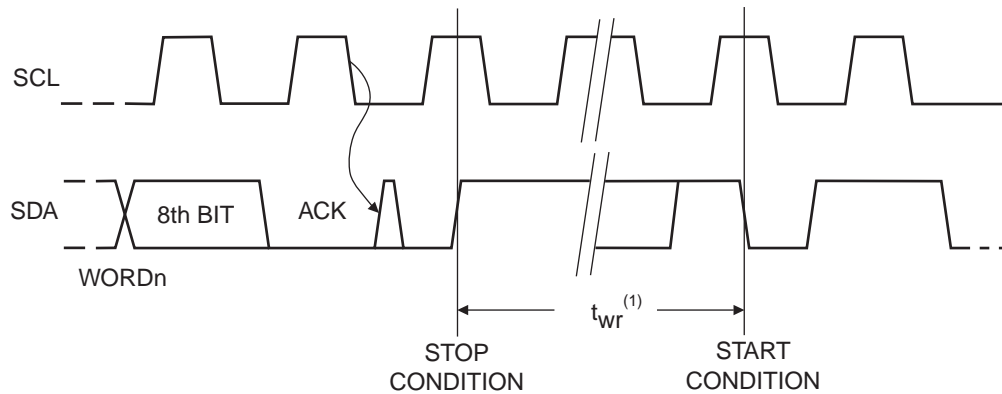 SCL
SDA
8th BIT
ACK
WORDn
twr(1)
STOP
CONDITION
START
CONDITION